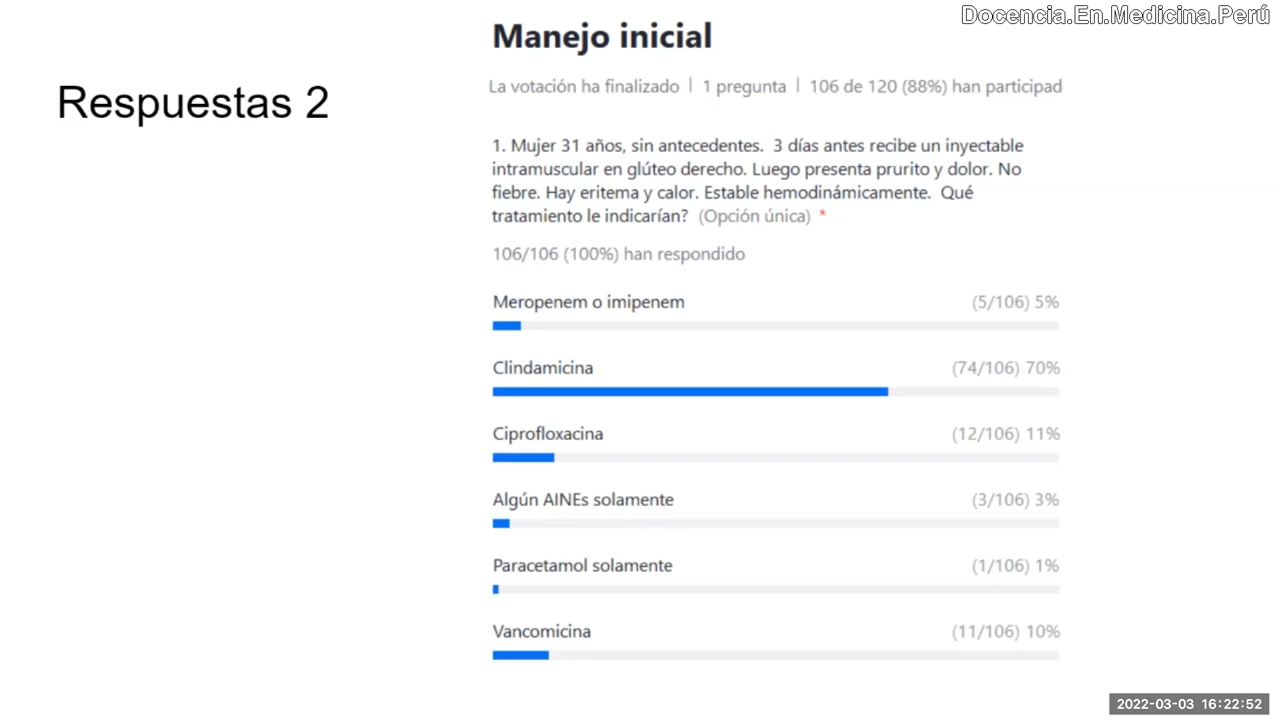 Docencia.En.Medicina.Perú
Manejo inicial
La votación ha finalizado | 1 pregunta | 106 de 120 (88%) han participad
Respuestas 2
1. Mujer 31 años, sin antecedentes. 3 días antes recibe un inyectable
intramuscular en glúteo derecho. Luego presenta prurito y dolor. No
fiebre. Hay eritema y calor. Estable hemodinámicamente. Qué
tratamiento le indicarían? (Opción única) *
106/106 (100%) han respondido
Meropenem o imipenem (5/106) 5%
Clindamicina (74/106) 70%
Ciprofloxacina (12/106) 11%
Algún AINEs solamente (3/106) 3%
Paracetamol solamente (1/106) 1%
Vancomicina (11/106) 10%
2022-03-03 16:22:52